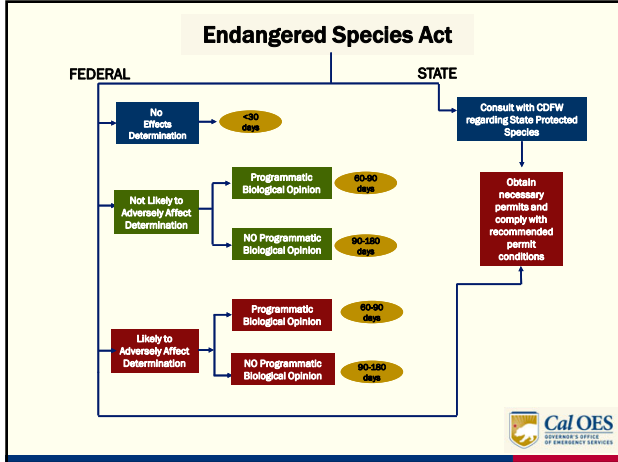 Endangered Species Act
FEDERAL
STATE
No
Effects
Determination
<30
days
Consult with CDFW
regarding State Protected
Species
Not Likely to
Adversely Affect
Determination
Programmatic
Biological Opinion
60-90
days
NO Programmatic
Biological Opinion
90-180
days
Obtain
necessary
permits and
comply with
recommended
permit
conditions
Likely to
Adversely Affect
Determination
Programmatic
Biological Opinion
60-90
days
NO Programmatic
Biological Opinion
90-180
days
Cal OES
GOVERNOR'S OFFICE
OF EMERGENCY SERVICES